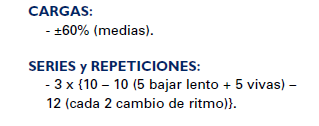 CARGAS:
- ±60% (medias).
SERIES y REPETICIONES:
- 3 x {10 – 10 (5 bajar lento + 5 vivas) –
12 (cada 2 cambio de ritmo)}.